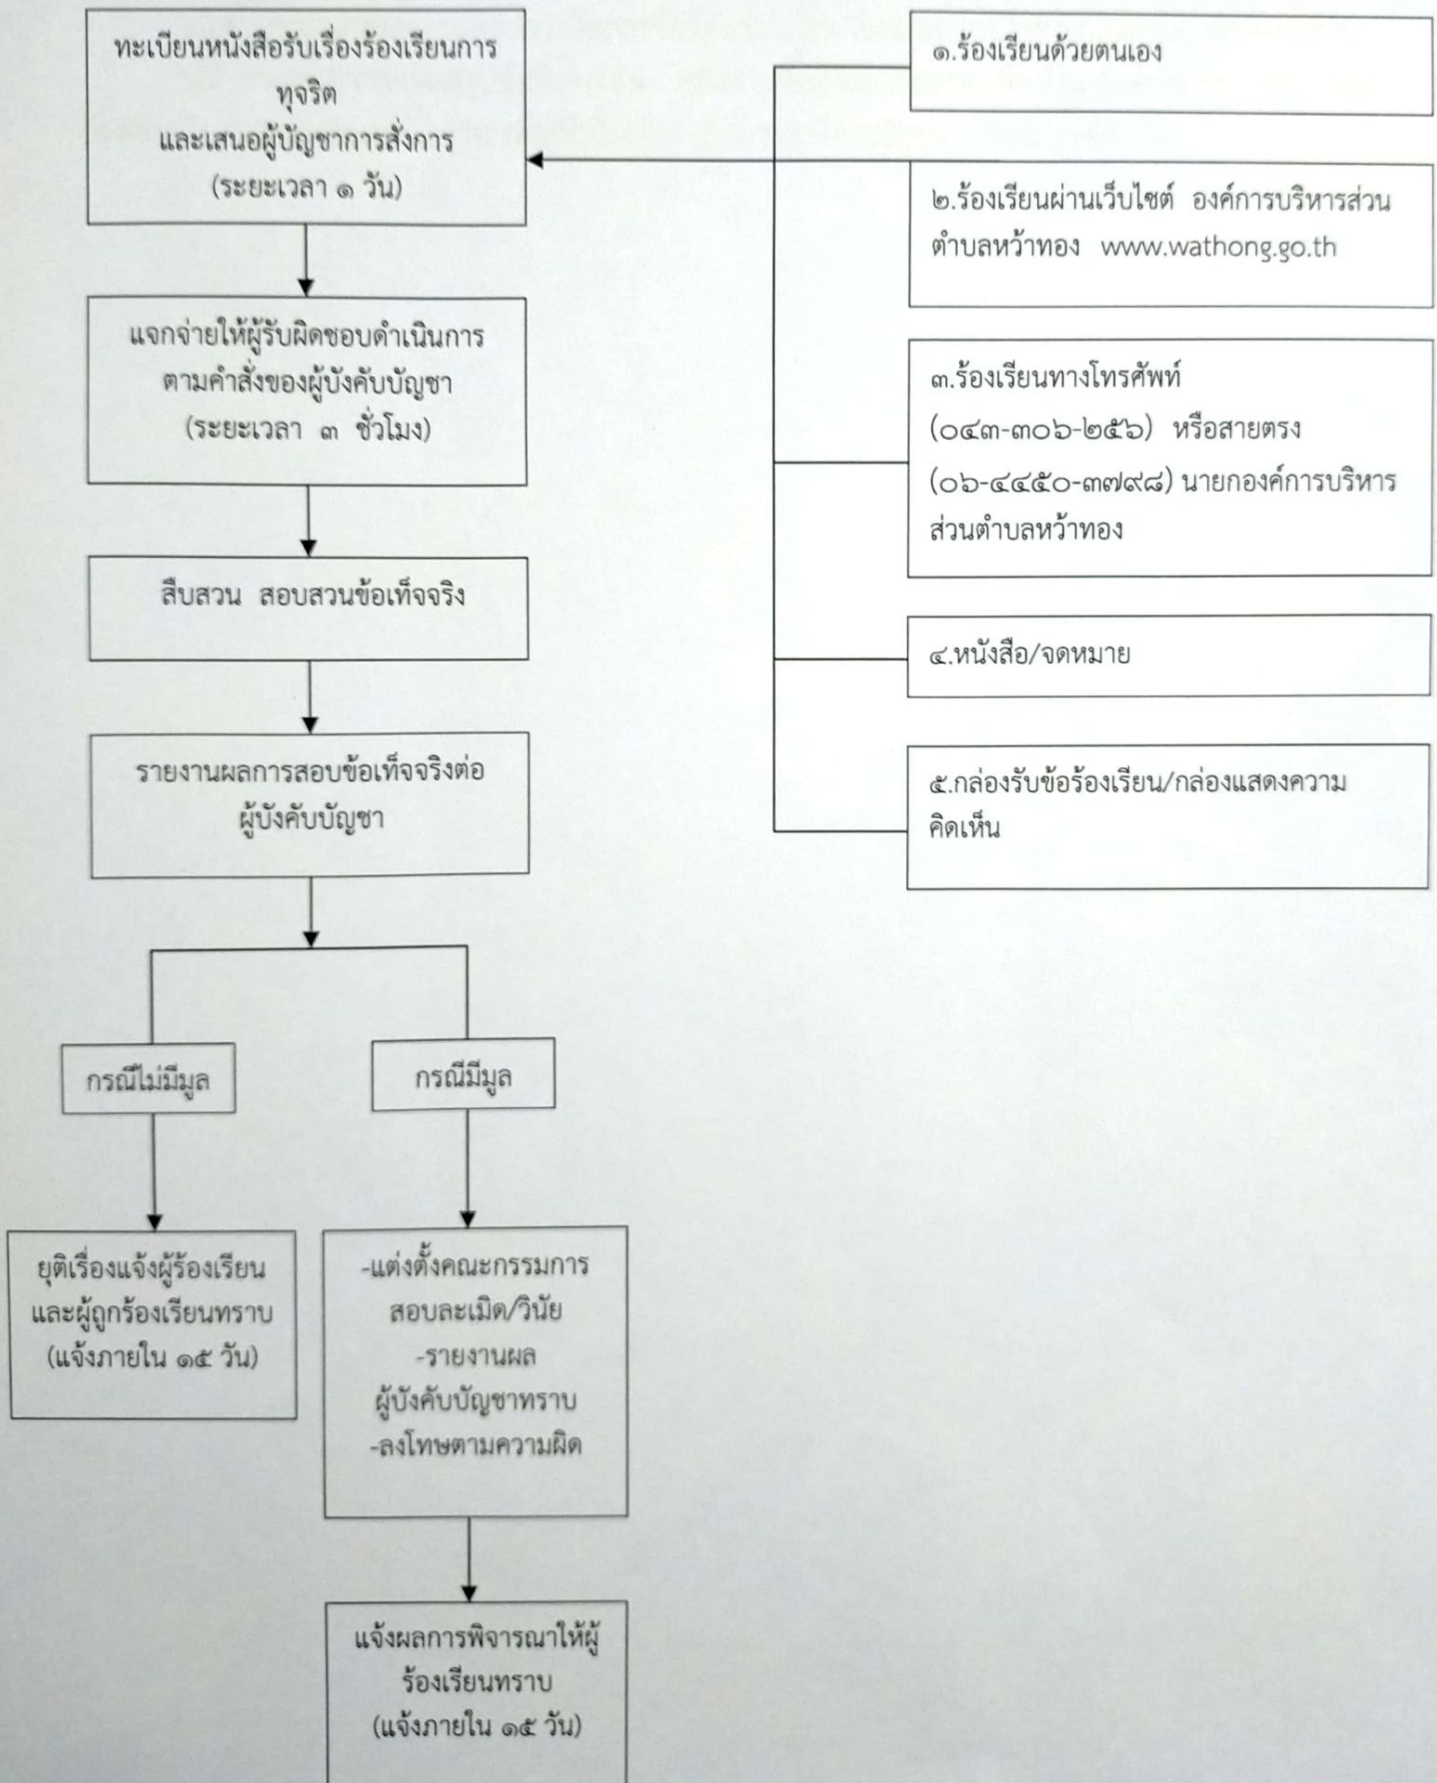 ทะเบียนหนังสือรับเรื่องร้องเรียนการ
ทุจริต
และเสนอผู้บัญชาการสั่งการ
(ระยะเวลา ๑ วัน)
แจกจ่ายให้ผู้รับผิดชอบดำเนินการ
ตามคำสั่งของผู้บังคับบัญชา
(ระยะเวลา ๓ ชั่วโมง)
สืบสวน สอบสวนข้อเท็จจริง
รายงานผลการสอบข้อเท็จจริงต่อ
ผู้บังคับบัญชา
กรณีไม่มีมูล
กรณีมีมูล
ยุติเรื่องแจ้งผู้ร้องเรียน
และผู้ถูกร้องเรียนทราบ
(แจ้งภายใน ๑๕ วัน)
-แต่งตั้งคณะกรรมการ
สอบละเมิด/วินัย
-รายงานผล
ผู้บังคับบัญชาทราบ
-ลงโทษตามความผิด
แจ้งผลการพิจารณาให้ผู้
ร้องเรียนทราบ
(แจ้งภายใน ๑๕ วัน)
๑.ร้องเรียนด้วยตนเอง
๒.ร้องเรียนผ่านเว็บไซต์ องค์การบริหารส่วน
ตำบลหว้าทอง www.wathong.go.th
๓.ร้องเรียนทางโทรศัพท์
(๐๔๓-๓๐๖-๒๕๖) หรือสายตรง
(๐๖-๔๔๕๐-๓๗๙๘) นายกองค์การบริหาร
ส่วนตำบลหว้าทอง
๔.หนังสือ/จดหมาย
๕.กล่องรับข้อร้องเรียน/กล่องแสดงความ
คิดเห็น